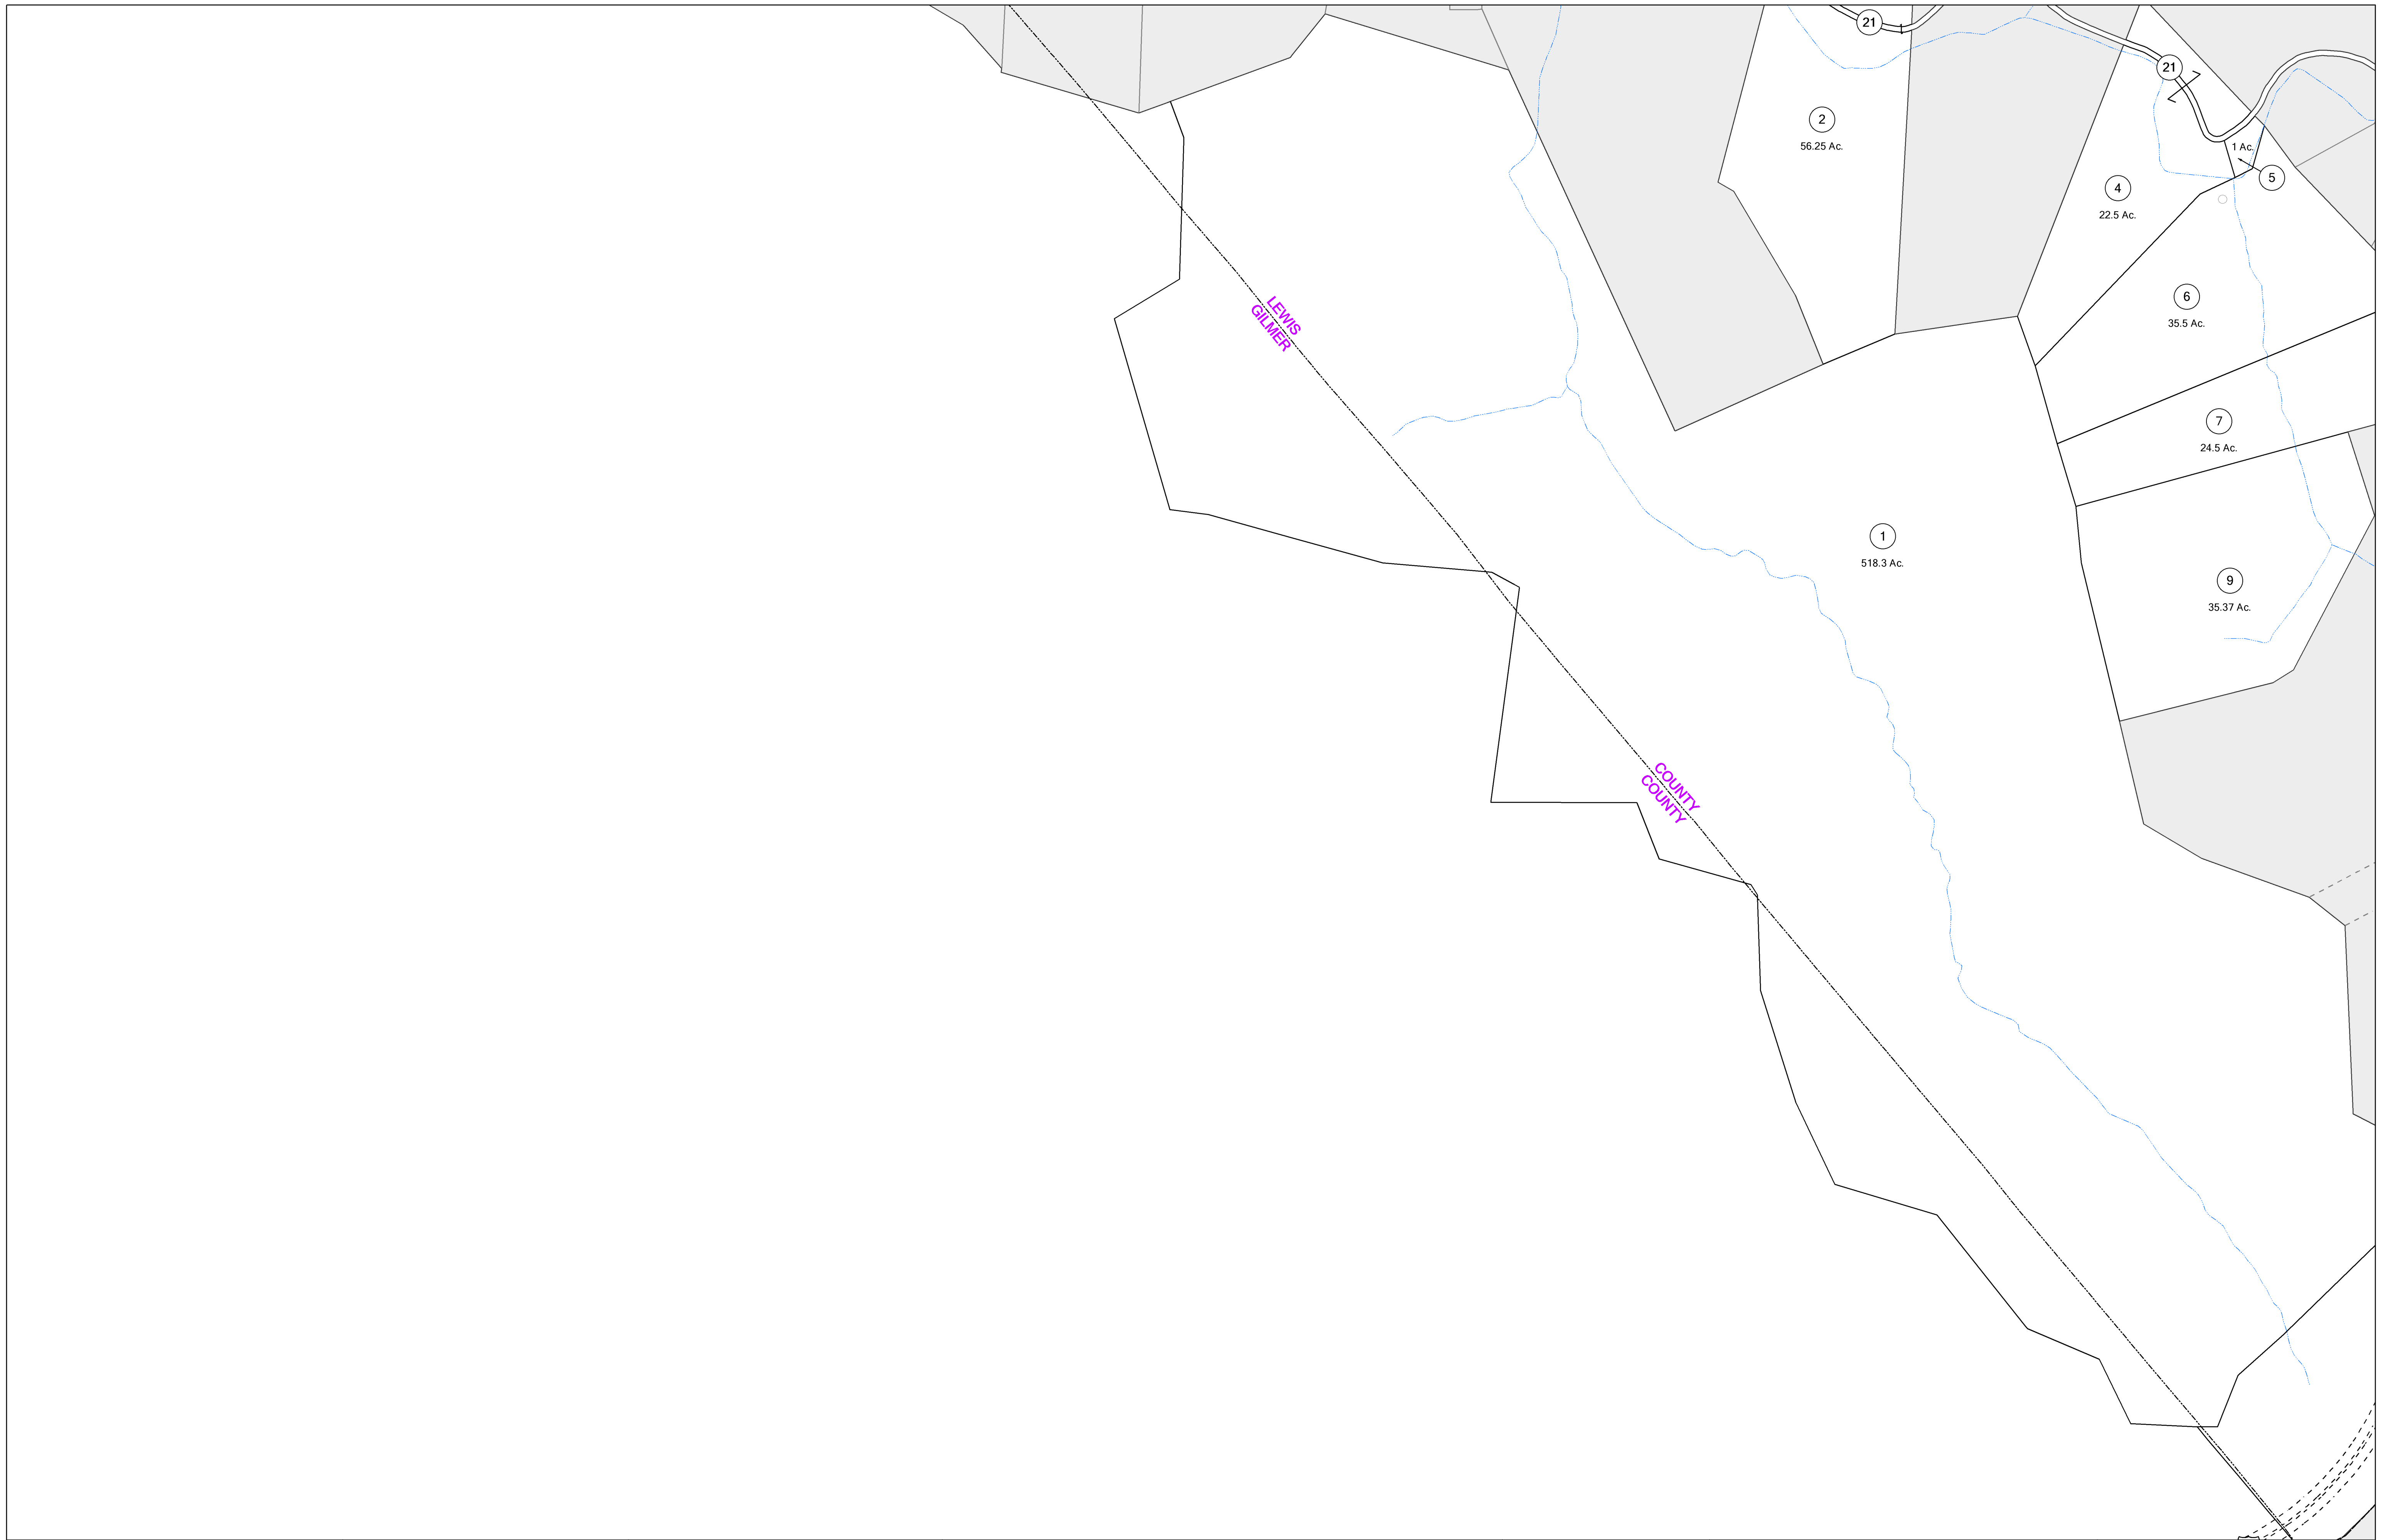 21
21
2
56.25 Ac.
1 Ac.
5
4
22.5 Ac.
6
35.5 Ac.
LEWIS
GILMER
7
24.5 Ac.
1
518.3 Ac.
9
35.37 Ac.
COUNTY
COUNTY